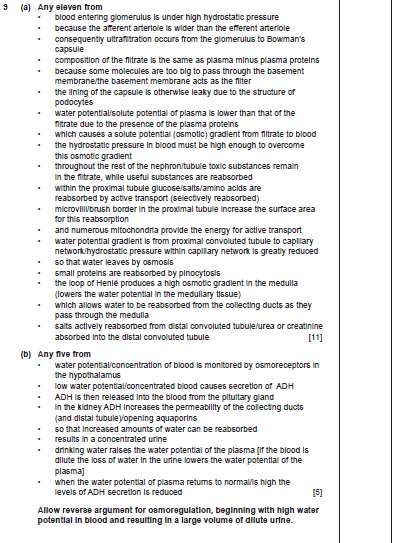 9 (a) Any eleven from
• blood entering glomerulus is under high hydrostatic pressure
• because the afferent arteriole is wider than the efferent arteriole
• consequently ultrafiltration occurs from the glomerulus to Bowman's
capsule
• composition of the filtrate is the same as plasma minus plasma proteins
• because some molecules are too big to pass through the basement
membrane/the basement membrane acts as the filter
• the lining of the capsule is otherwise leaky due to the structure of
podocytes
• water potential/solute potential of plasma is lower than that of the
filtrate due to the presence of the plasma proteins
• which causes a solute potential (osmotic) gradient from filtrate to blood
• the hydrostatic pressure in blood must be high enough to overcome
this osmotic gradient
• throughout the rest of the nephron/tubule toxic substances remain
in the filtrate, while useful substances are reabsorbed
• within the proximal tubule glucose/salts/amino acids are
reabsorbed by active transport (selectively reabsorbed)
• microvilli/brush border in the proximal tubule increase the surface area
for this reabsorption
• and numerous mitochondria provide the energy for active transport
• water potential gradient is from proximal convoluted tubule to capillary
network/hydrostatic pressure within capillary network is greatly reduced
• so that water leaves by osmosis
• small proteins are reabsorbed by pinocytosis
• the loop of Henlé produces a high osmotic gradient in the medulla
(lowers the water potential in the medullary tissue)
• which allows water to be reabsorbed from the collecting ducts as they
pass through the medulla
• salts actively reabsorbed from distal convoluted tubule/urea or creatinine
absorbed into the distal convoluted tubule [11]
(b) Any five from
• water potential/concentration of blood is monitored by osmoreceptors in
the hypothalamus
• low water potential/concentrated blood causes secretion of ADH
• ADH is then released into the blood from the pituitary gland
• in the kidney ADH increases the permeability of the collecting ducts
(and distal tubule)/opening aquaporins
• so that increased amounts of water can be reabsorbed
• results in a concentrated urine
• drinking water raises the water potential of the plasma [if the blood is
dilute the loss of water in the urine lowers the water potential of the
plasma]
• when the water potential of plasma returns to normal/is high the
levels of ADH secretion is reduced [5]
Allow reverse argument for osmoregulation, beginning with high water
potential in blood and resulting in a large volume of dilute urine.